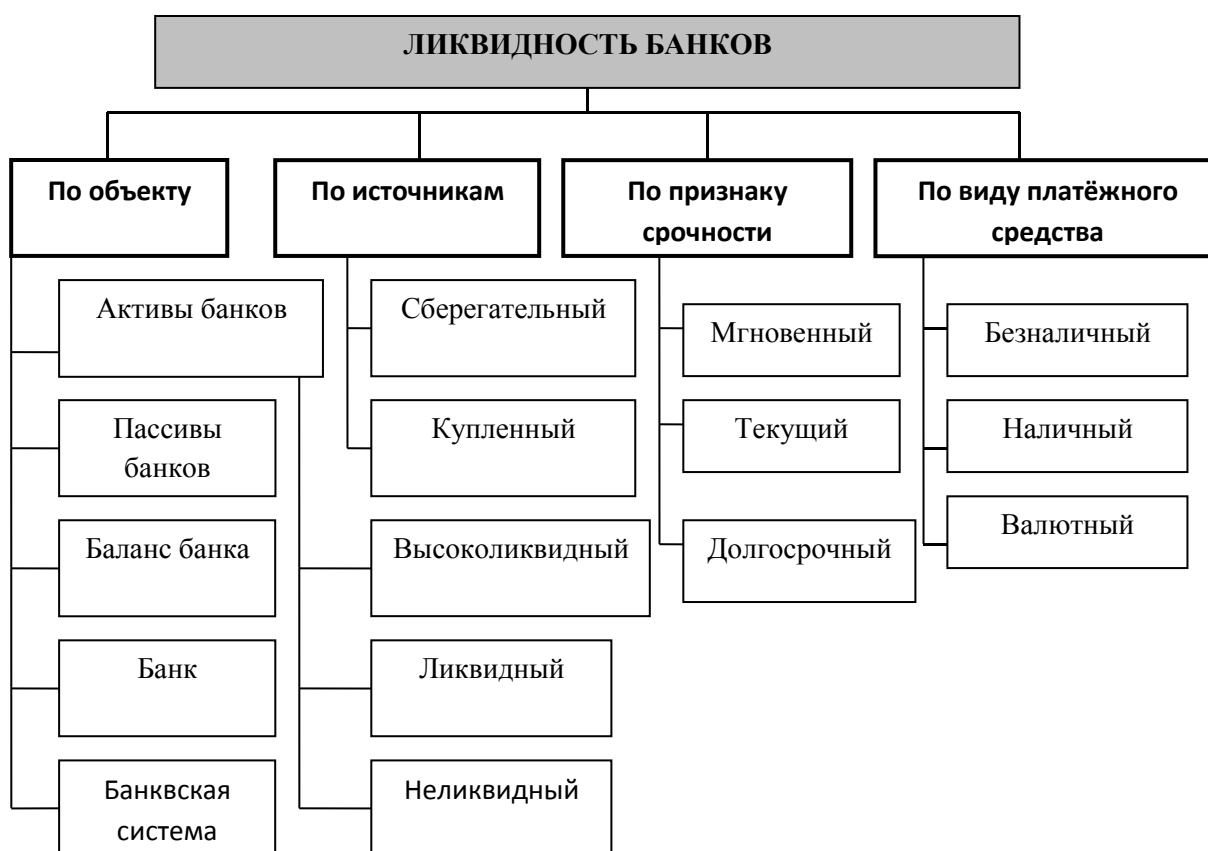 ЛИКВИДНОСТЬ БАНКОВ
По объекту
По источникам
По признаку
срочности
По виду платёжного
средства
Активы банков
Пассивы
банков
Баланс банка
Банк
Банквская
система
Сберегательный
Купленный
Высоколиквидный
Ликвидный
Неликвидный
Мгновенный
Текущий
Долгосрочный
Безналичный
Наличный
Валютный